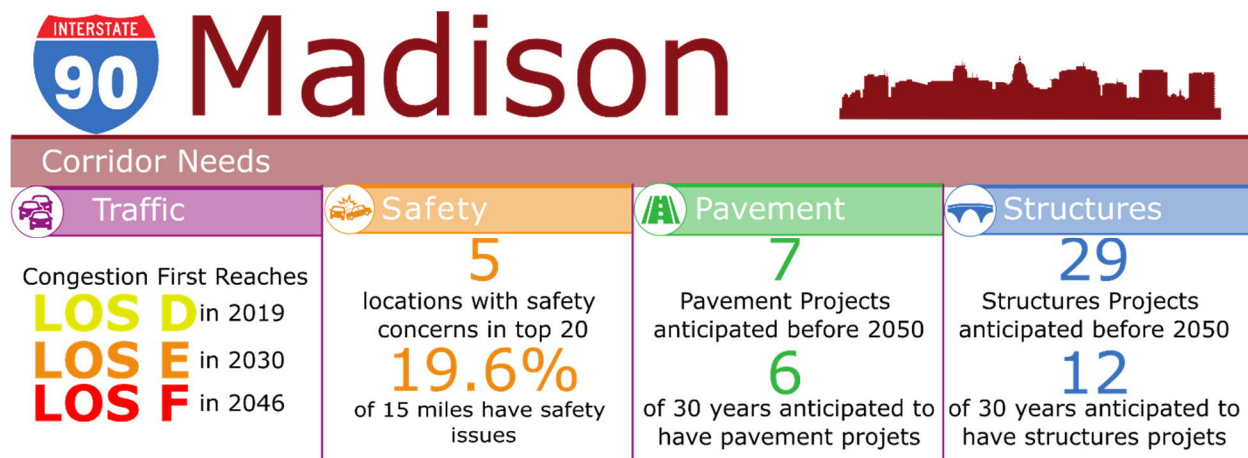 INTERSTATE
90
Madison
Corridor Needs
Traffic
Congestion First Reaches
LOS D in 2019
LOS E in 2030
LOS F in 2046
Safety
5
locations with safety
concerns in top 20
19.6%
of 15 miles have safety
issues
Pavement
7
Pavement Projects
anticipated before 2050
6
of 30 years anticipated to
have pavement projets
Structures
29
Structures Projects
anticipated before 2050
12
of 30 years anticipated to
have structures projets